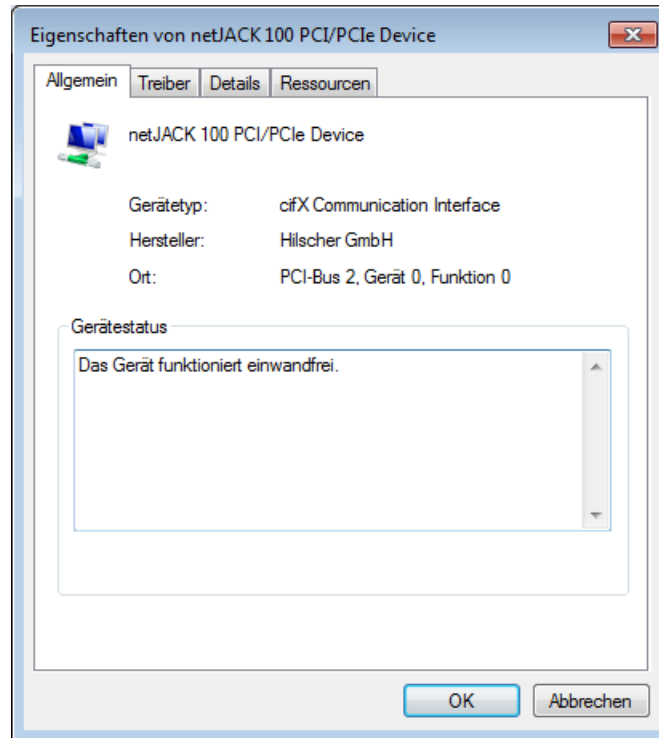 Eigenschaften von netJACK 100 PCI/PCIe Device
Allgemein Treiber Details Ressourcen
netJACK 100 PCI/PCIe Device
Gerätetyp: cifX Communication Interface
Hersteller: Hilscher GmbH
Ort: PCI-Bus 2, Gerät 0, Funktion 0
Gerätestatus
Das Gerät funktioniert einwandfrei.
OK Abbrechen